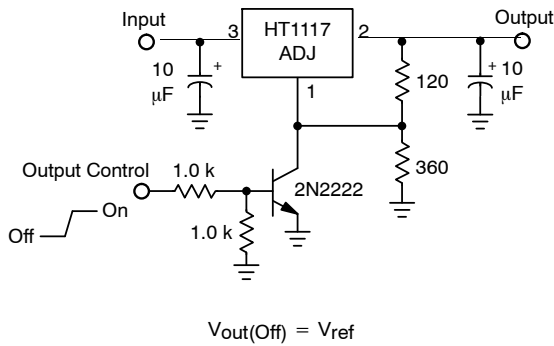 Input
Output
3
HT1117
ADJ
2
10
µF
+
1
120
+ 10
µF
360
Output Control
1.0 k
2N2222
On
Off
1.0 k
Vout(Off) = Vref